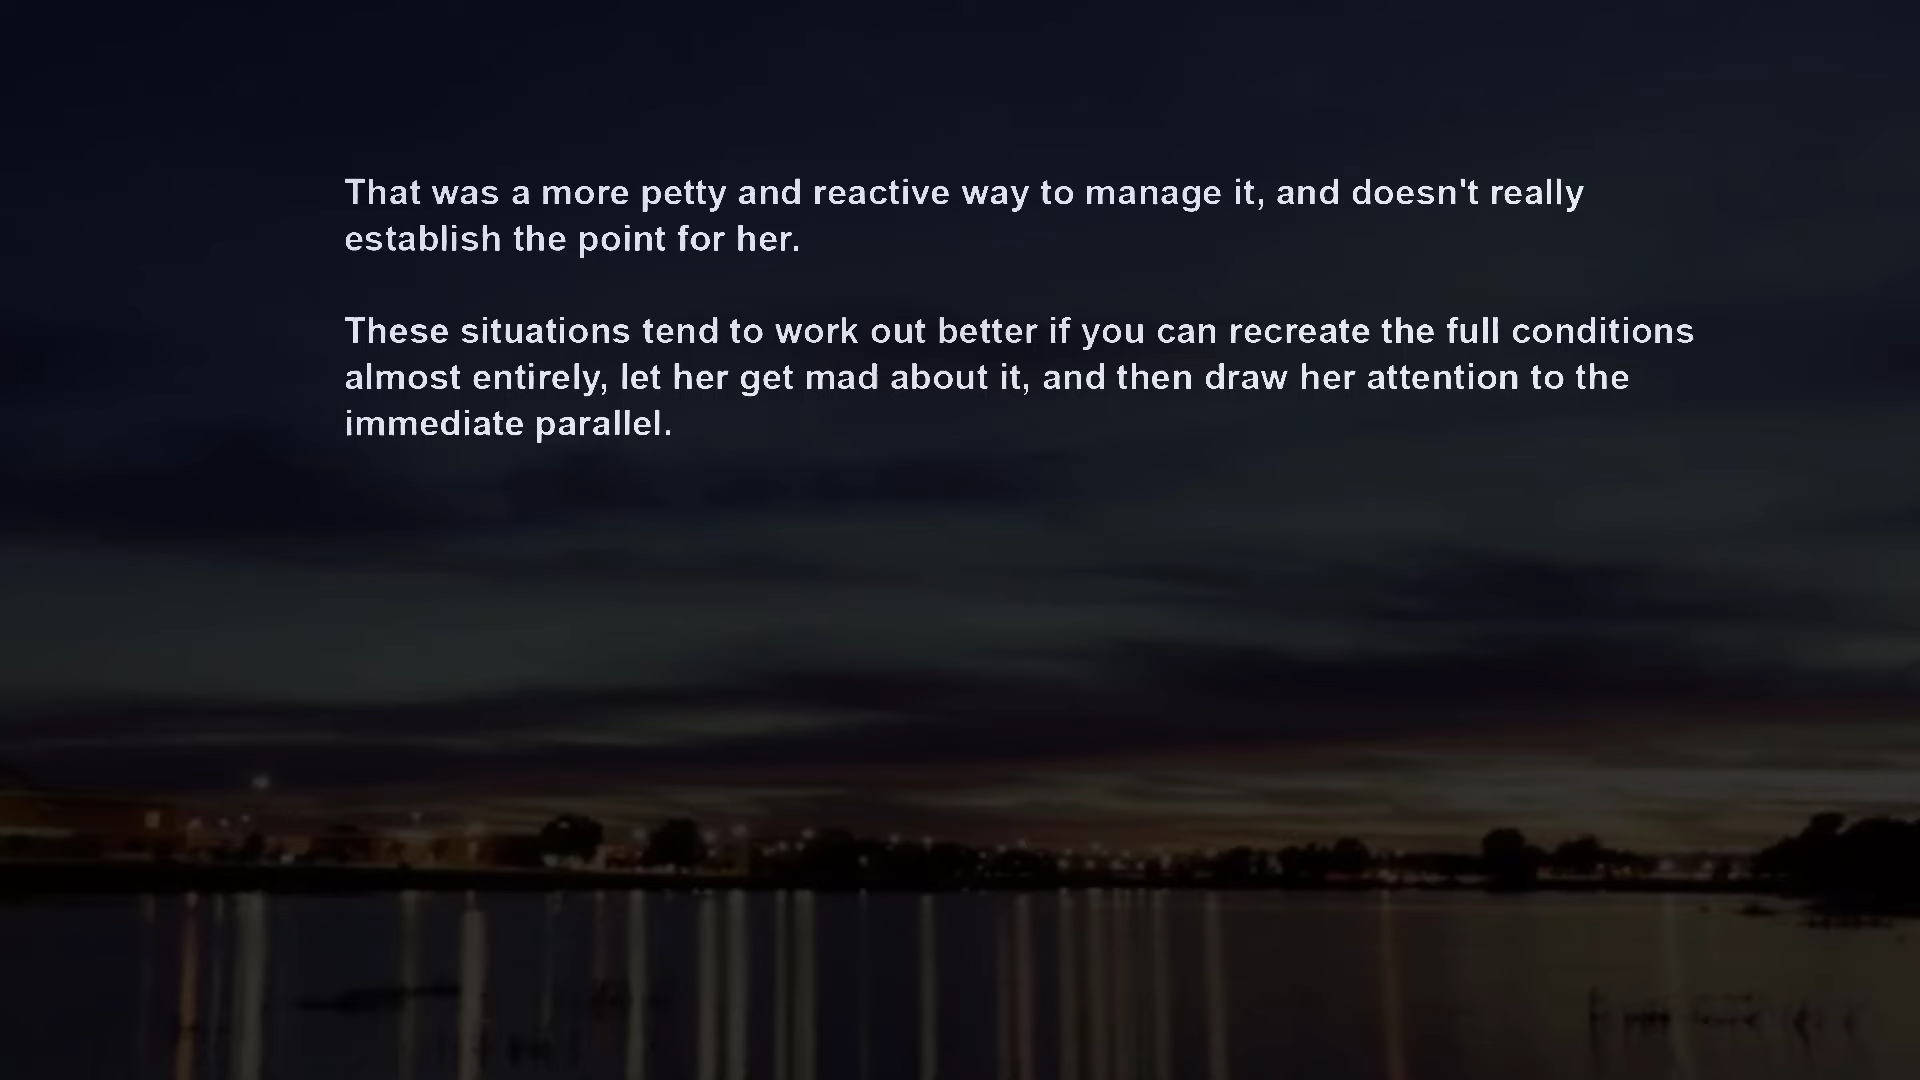 That was a more petty and reactive way to manage it, and doesn't really
establish the point for her.
These situations tend to work out better if you can recreate the full conditions
almost entirely, let her get mad about it, and then draw her attention to the
immediate parallel.